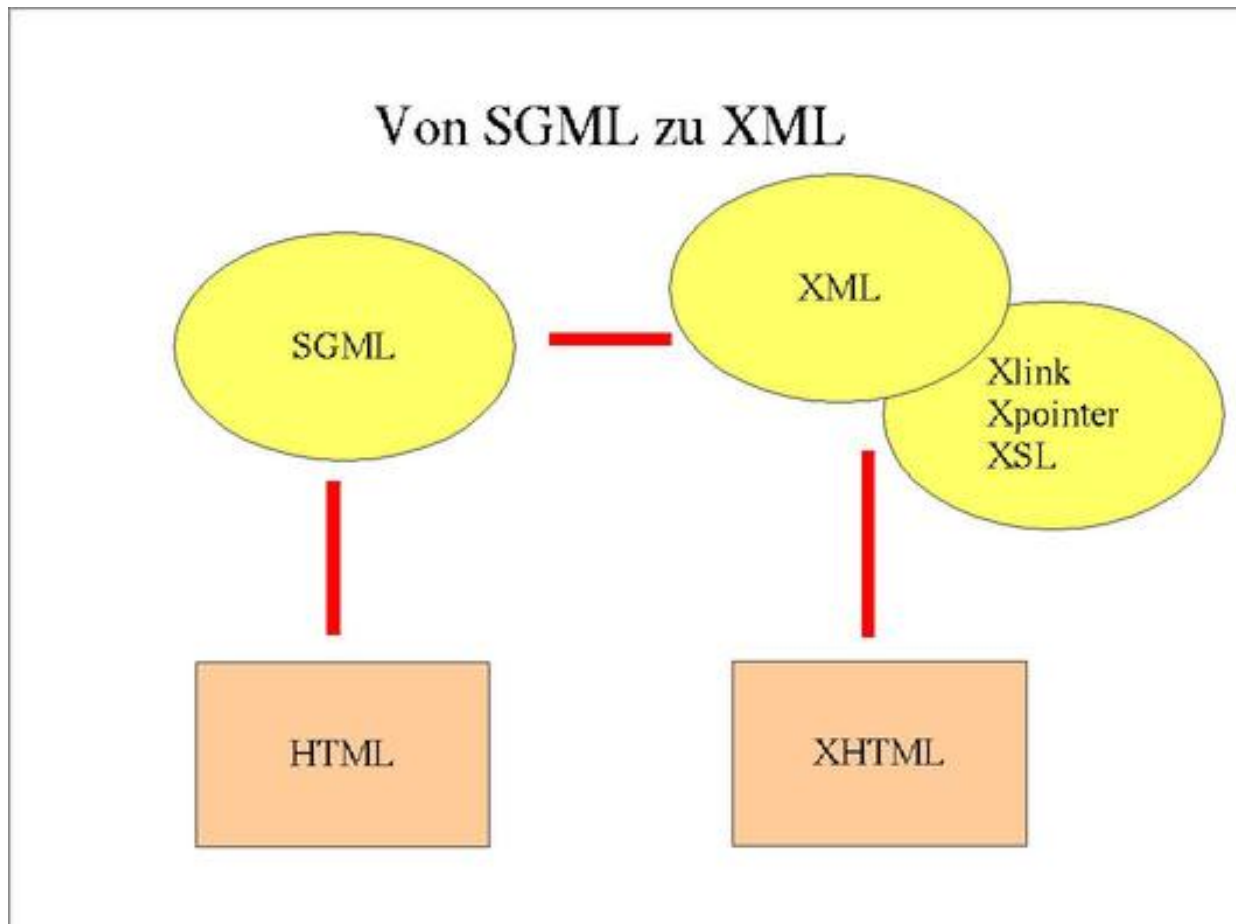 Von SGML zu XML
SGML
XML
Xlink
Xpointer
XSL
HTML
XHTML